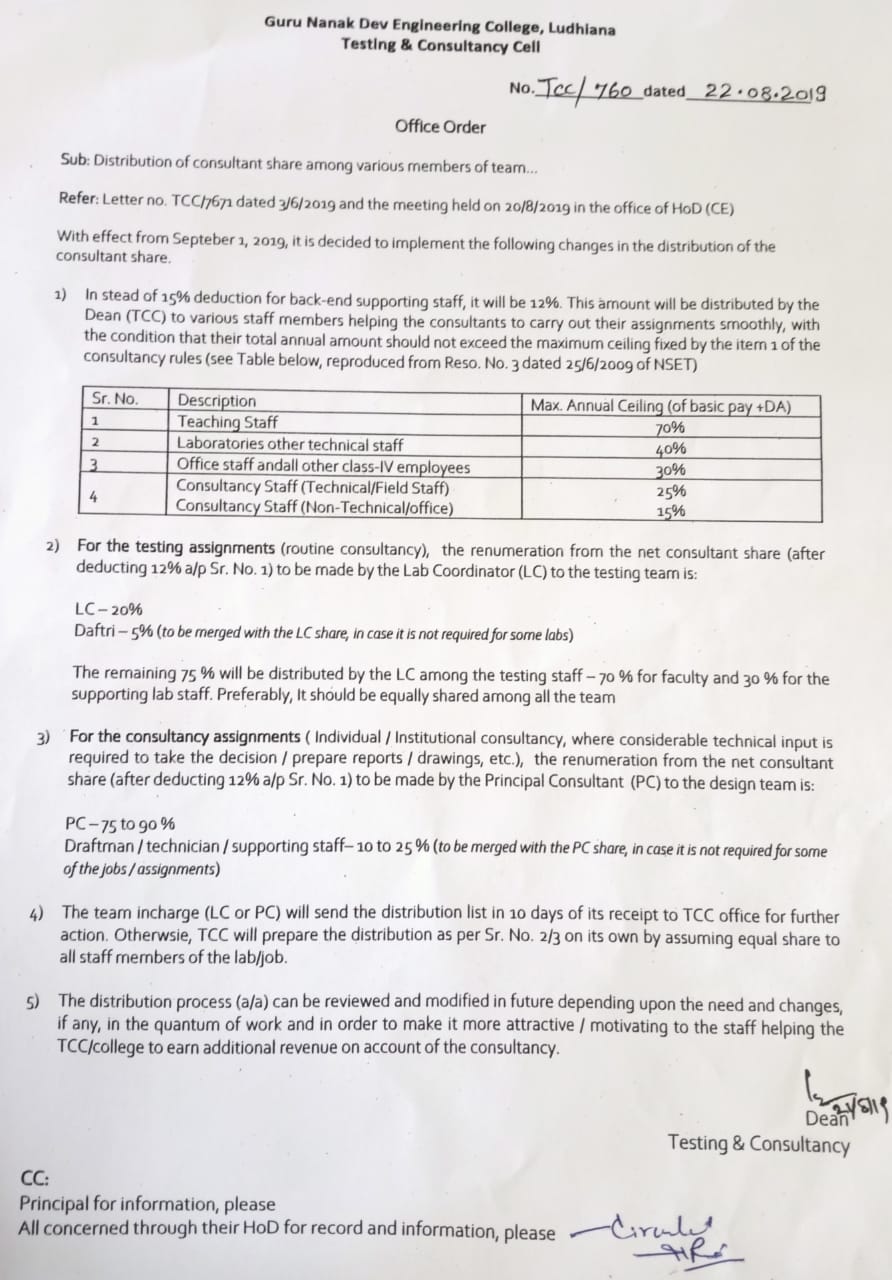 Guru Nanak Dev Engineering College, Ludhiana
Testing & Consultancy Cell
No. Tcc/ 760 dated 22.08.2019
Office Order
Sub: Distribution of consultant share among various members of team...
Refer: Letter no. TCC/7671 dated 3/6/2019 and the meeting held on 20/8/2019 in the office of HoD (CE)
With effect from Septeber 1, 2019, it is decided to implement the following changes in the distribution of the
consultant share.
1) In stead of 15% deduction for back-end supporting staff, it will be 12%. This amount will be distributed by the
Dean (TCC) to various staff members helping the consultants to carry out their assignments smoothly, with
the condition that their total annual amount should not exceed the maximum ceiling fixed by the item 1 of the
consultancy rules (see Table below, reproduced from Reso. No. 3 dated 25/6/2009 of NSET)
Sr. No. Description Max. Annual Ceiling (of basic pay +DA)
1 Teaching Staff 70%
2 Laboratories other technical staff 40%
3 Office staff andall other class-IV employees 30%
4 Consultancy Staff (Technical/Field Staff) 25%
Consultancy Staff (Non-Technical/office) 15%
2) For the testing assignments (routine consultancy), the renumeration from the net consultant share (after
deducting 12% a/p Sr. No. 1) to be made by the Lab Coordinator (LC) to the testing team is:
LC – 20%
Daftri – 5% (to be merged with the LC share, in case it is not required for some labs)
The remaining 75 % will be distributed by the LC among the testing staff – 70 % for faculty and 30 % for the
supporting lab staff. Preferably, It should be equally shared among all the team
3) For the consultancy assignments ( Individual / Institutional consultancy, where considerable technical input is
required to take the decision / prepare reports / drawings, etc.), the renumeration from the net consultant
share (after deducting 12% a/p Sr. No. 1) to be made by the Principal Consultant (PC) to the design team is:
PC – 75 to 90 %
Draftman / technician / supporting staff– 10 to 25 % (to be merged with the PC share, in case it is not required for some
of the jobs / assignments)
4) The team incharge (LC or PC) will send the distribution list in 10 days of its receipt to TCC office for further
action. Otherwsie, TCC will prepare the distribution as per Sr. No. 2/3 on its own by assuming equal share to
all staff members of the lab/job.
5) The distribution process (a/a) can be reviewed and modified in future depending upon the need and changes,
if any, in the quantum of work and in order to make it more attractive / motivating to the staff helping the
TCC/college to earn additional revenue on account of the consultancy.
Dean
Testing & Consultancy
CC:
Principal for information, please
All concerned through their HoD for record and information, please